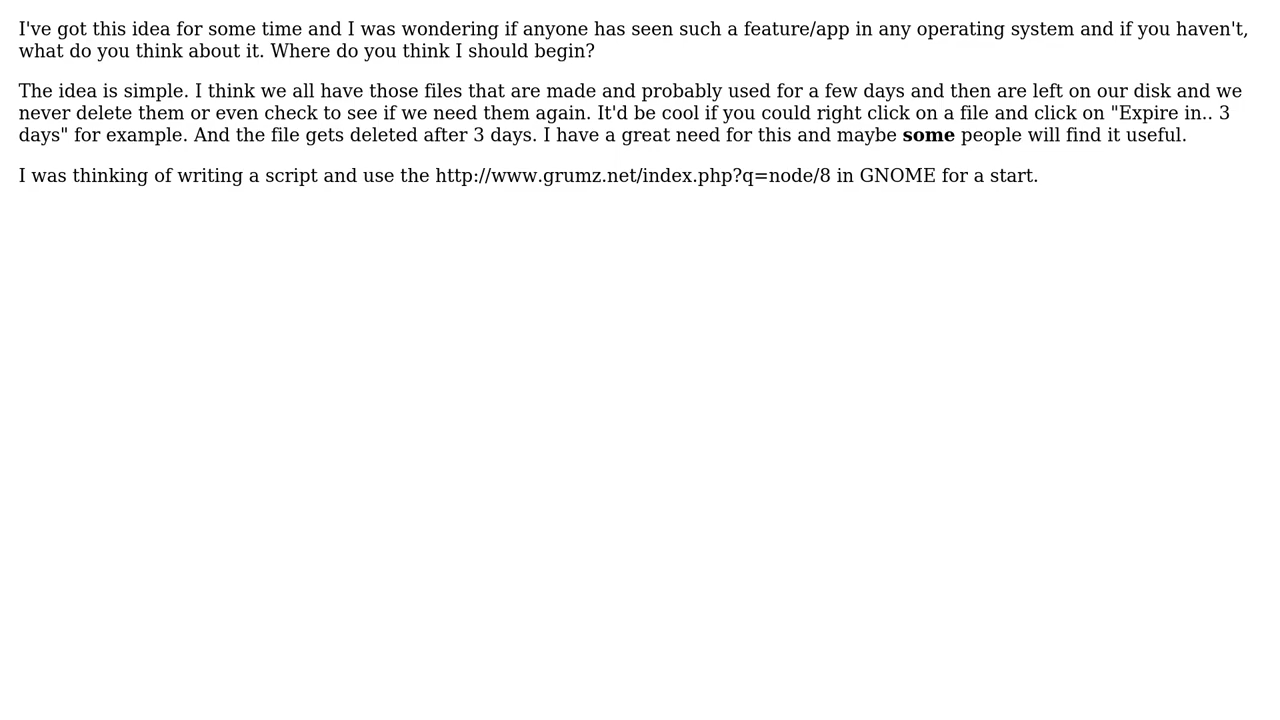 I've got this idea for some time and I was wondering if anyone has seen such a feature/app in any operating system and if you haven't,
what do you think about it. Where do you think I should begin?
The idea is simple. I think we all have those files that are made and probably used for a few days and then are left on our disk and we
never delete them or even check to see if we need them again. It'd be cool if you could right click on a file and click on "Expire in.. 3
days" for example. And the file gets deleted after 3 days. I have a great need for this and maybe some people will find it useful.
I was thinking of writing a script and use the http://www.grumz.net/index.php?q=node/8 in GNOME for a start.